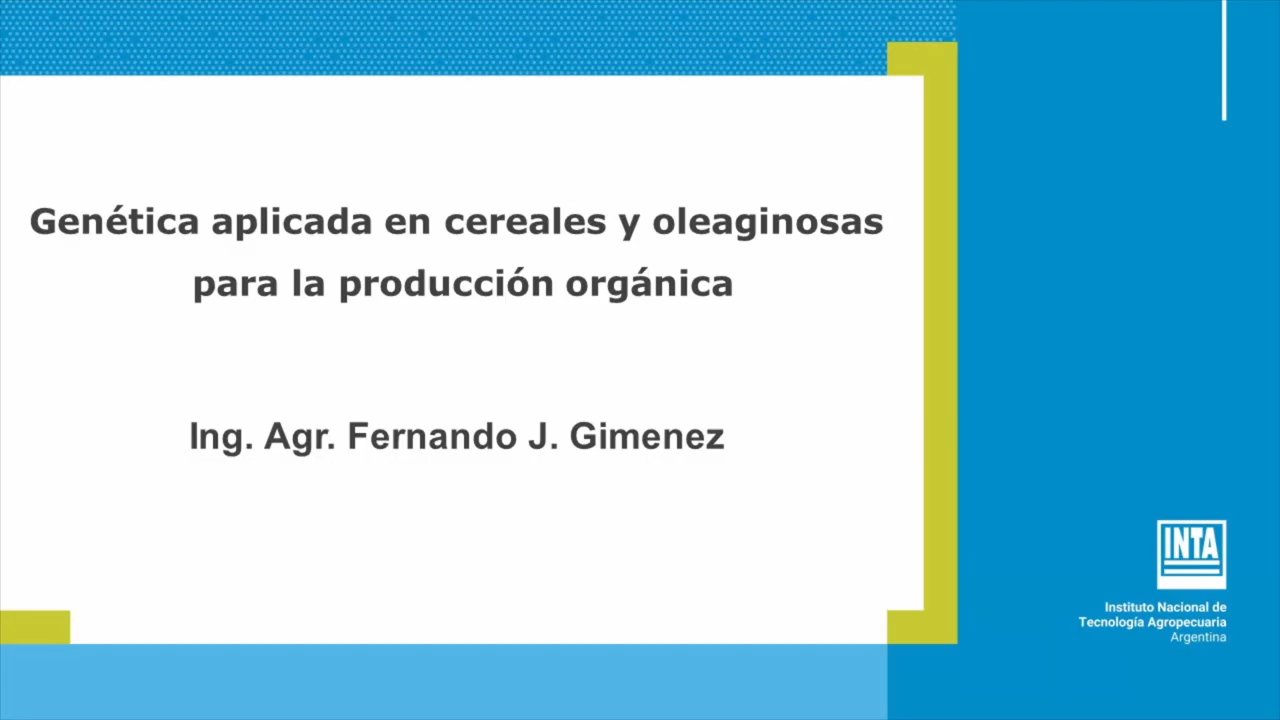 Genética aplicada en cereales y oleaginosas
para la producción orgánica
Ing. Agr. Fernando J. Gimenez
INTA
Instituto Nacional de
Tecnología Agropecuaria
Argentina